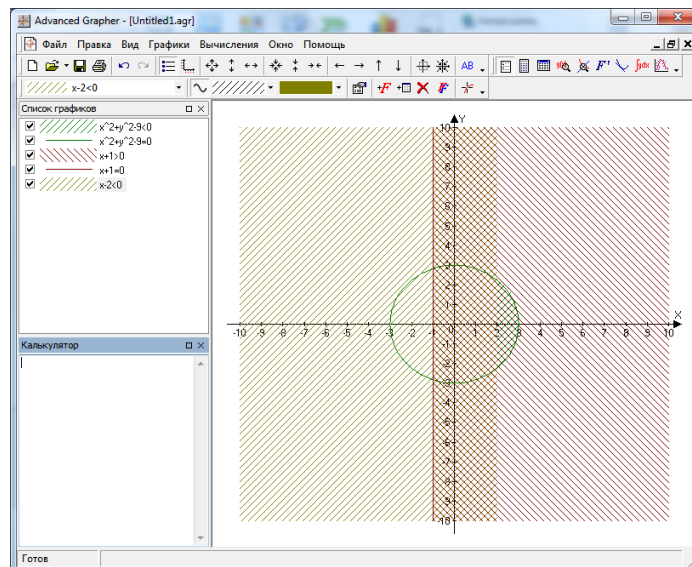 Advanced Grapher - [Untitled1.agr]
Файл Правка Вид Графики Вычисления Окно Помощь
AB F' ∫ydx
x-2<0 +F F
Список графиков
x^2+y^2-9<0
x^2+y^2-9=0
x+1>0
x+1=0
x-2<0
Калькулятор
Y
10
9
8
7
6
5
4
3
2
1
X
-10 -9 -8 -7 -6 -5 -4 -3 -2 -1 0 1 2 3 4 5 6 7 8 9 10
-1
-2
-3
-4
-5
-6
-7
-8
-9
-10
Готов